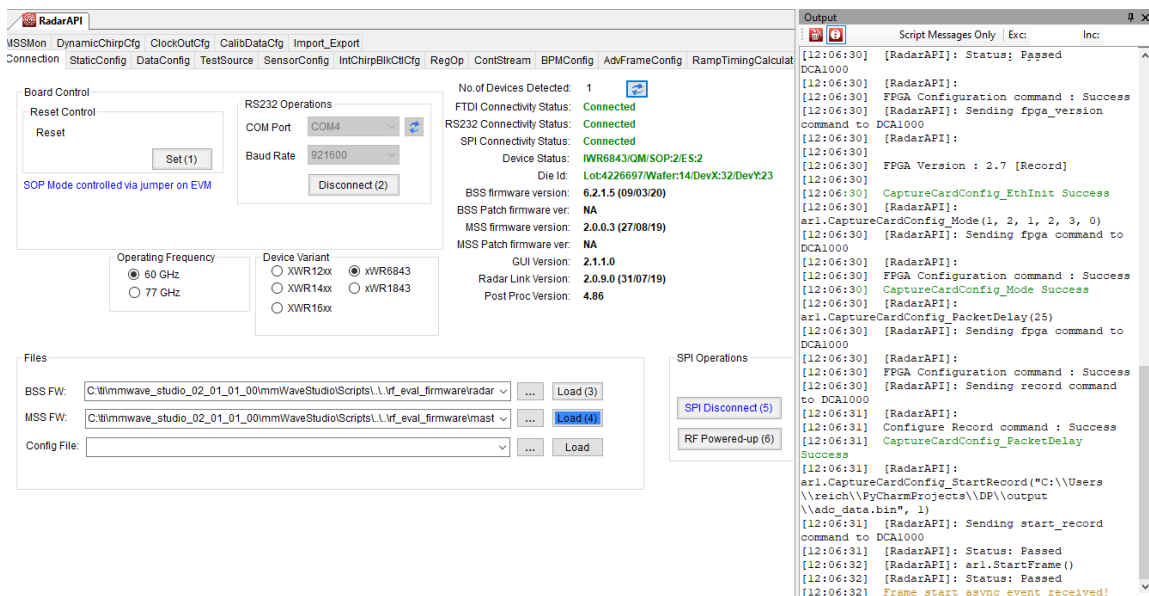 RadarAPI
MSSMon DynamicChirpCfg ClockOutCfg CalibDataCfg Import_Export
Connection StaticConfig DataConfig TestSource SensorConfig IntChirpBlkCtlCfg RegOp ContStream BPMConfig AdvFrameConfig RampTimingCalculat
Board Control
Reset Control
Reset
Set (1)
SOP Mode controlled via jumper on EVM
RS232 Operations
COM Port COM4
Baud Rate 921600
Disconnect (2)
No.of Devices Detected: 1
FTDI Connectivity Status: Connected
RS232 Connectivity Status: Connected
SPI Connectivity Status: Connected
Device Status: IWR6843/QM/SOP:2/ES:2
Die Id: Lot:4226697/Wafer:14/DevX:32/DevY:23
BSS firmware version: 6.2.1.5 (09/03/20)
BSS Patch firmware ver: NA
MSS firmware version: 2.0.0.3 (27/08/19)
MSS Patch firmware ver: NA
GUI Version: 2.1.1.0
Radar Link Version: 2.0.9.0 (31/07/19)
Post Proc Version: 4.86
Operating Frequency
60 GHz
77 GHz
Device Variant
XWR12xx xWR6843
XWR14xx xWR1843
XWR16xx
Files
BSS FW: C:\ti\mmwave_studio_02_01_01_00\mmWaveStudio\Scripts\..\..\rf_eval_firmware\radar ... Load (3)
MSS FW: C:\ti\mmwave_studio_02_01_01_00\mmWaveStudio\Scripts\..\..\rf_eval_firmware\mast ... Load (4)
Config File: ... Load
SPI Operations
SPI Disconnect (5)
RF Powered-up (6)
Output
Script Messages Only Exc: Inc:
[12:06:30] [RadarAPI]: Status: Passed
DCA1000
[12:06:30] [RadarAPI]:
[12:06:30] FPGA Configuration command : Success
[12:06:30] [RadarAPI]: Sending fpga_version
command to DCA1000
[12:06:30] [RadarAPI]:
[12:06:30]
[12:06:30] FPGA Version : 2.7 [Record]
[12:06:30]
[12:06:30] CaptureCardConfig_EthInit Success
[12:06:30] [RadarAPI]:
ar1.CaptureCardConfig_Mode(1, 2, 1, 2, 3, 0)
[12:06:30] [RadarAPI]: Sending fpga command to
DCA1000
[12:06:30] [RadarAPI]:
[12:06:30] FPGA Configuration command : Success
[12:06:30] CaptureCardConfig_Mode Success
[12:06:30] [RadarAPI]:
ar1.CaptureCardConfig_PacketDelay(25)
[12:06:30] [RadarAPI]: Sending fpga command to
DCA1000
[12:06:30] [RadarAPI]:
[12:06:30] FPGA Configuration command : Success
[12:06:30] [RadarAPI]: Sending record command
to DCA1000
[12:06:31] [RadarAPI]:
[12:06:31] Configure Record command : Success
[12:06:31] CaptureCardConfig_PacketDelay
Success
[12:06:31] [RadarAPI]:
ar1.CaptureCardConfig_StartRecord("C:\\Users
\\reich\\PyCharmProjects\\DP\\output
\\adc_data.bin", 1)
[12:06:31] [RadarAPI]: Sending start_record
command to DCA1000
[12:06:31] [RadarAPI]: Status: Passed
[12:06:32] [RadarAPI]: ar1.StartFrame()
[12:06:32] [RadarAPI]: Status: Passed
[12:06:32] Frame start async event received!